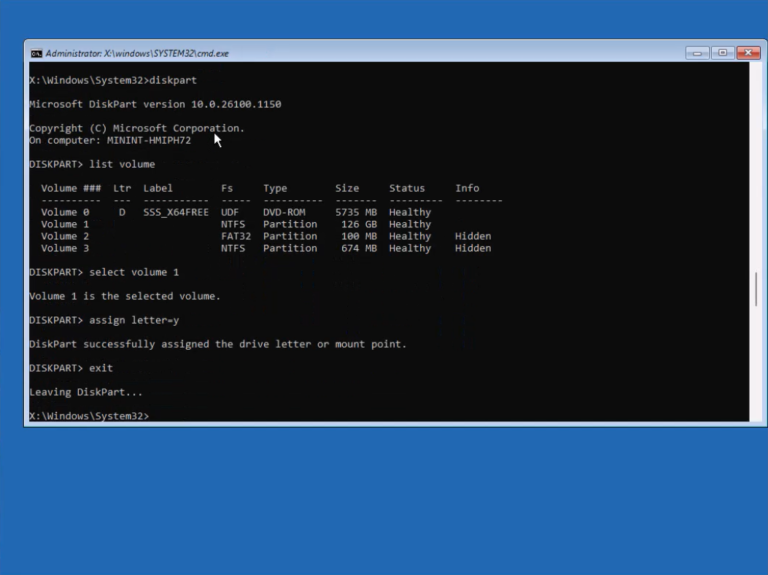 Administrator: X:\windows\SYSTEM32\cmd.exe
X:\Windows\System32>diskpart
Microsoft DiskPart version 10.0.26100.1150
Copyright (C) Microsoft Corporation.
On computer: MININT-HMIPH72
DISKPART> list volume
Volume ### Ltr Label Fs Type Size Status Info
---------- --- ----------- ----- ---------- ------- --------- --------
Volume 0 D SSS_X64FREE UDF DVD-ROM 5735 MB Healthy
Volume 1 NTFS Partition 126 GB Healthy
Volume 2 FAT32 Partition 100 MB Healthy Hidden
Volume 3 NTFS Partition 674 MB Healthy Hidden
DISKPART> select volume 1
Volume 1 is the selected volume.
DISKPART> assign letter=y
DiskPart successfully assigned the drive letter or mount point.
DISKPART> exit
Leaving DiskPart...
X:\Windows\System32>